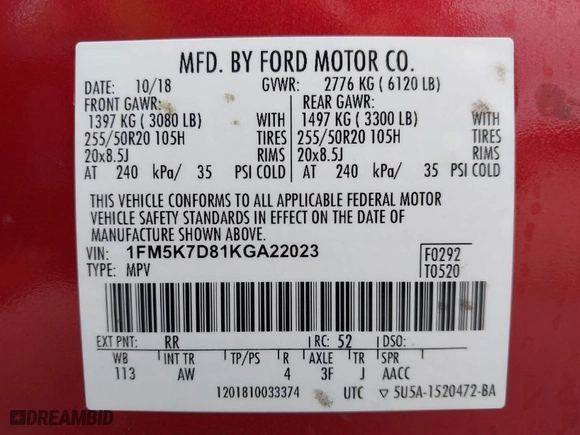 MFD. BY FORD MOTOR CO.
DATE: 10/18 GVWR: 2776 KG ( 6120 LB)
FRONT GAWR: REAR GAWR:
1397 KG ( 3080 LB) WITH 1497 KG ( 3300 LB) WITH
255/50R20 105H TIRES 255/50R20 105H TIRES
20x8.5J RIMS 20x8.5J RIMS
AT 240 kPa/ 35 PSI COLD AT 240 kPa/ 35 PSI COLD
THIS VEHICLE CONFORMS TO ALL APPLICABLE FEDERAL MOTOR
VEHICLE SAFETY STANDARDS IN EFFECT ON THE DATE OF
MANUFACTURE SHOWN ABOVE.
VIN: 1FM5K7D81KGA22023 F0292
TYPE: MPV T0520
EXT PNT: RR RC: 52 DSO:
WB INT TR TP/PS R AXLE TR SPR
113 AW 4 3F J AACC
1201810033374 UTC ▽ 5U5A-1520472-BA
DREAMBID